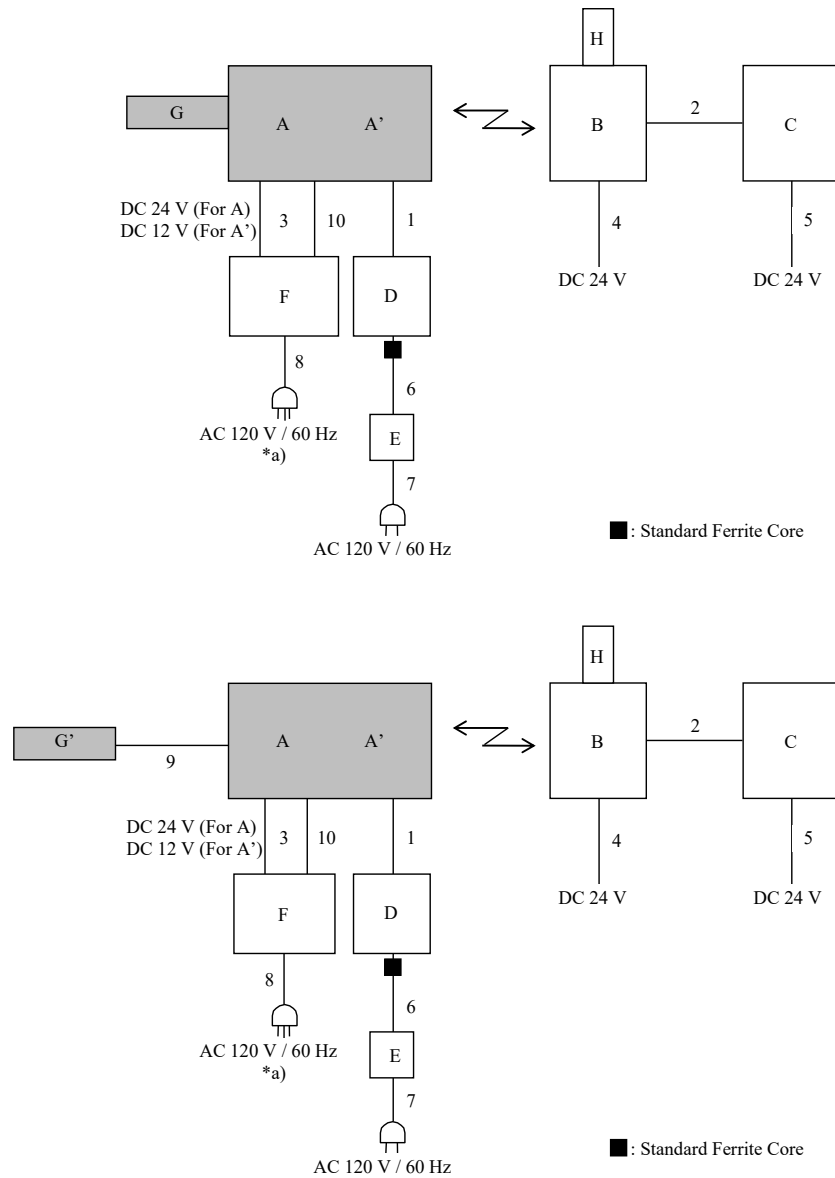 H
G
A A’
B
2
C
DC 24 V (For A)
DC 12 V (For A’)
3
10
1
4
5
F
D
DC 24 V
DC 24 V
8
6
AC 120 V / 60 Hz
*a)
E
7
AC 120 V / 60 Hz
: Standard Ferrite Core
H
G’
9
A A’
B
2
C
DC 24 V (For A)
DC 12 V (For A’)
3
10
1
4
5
F
D
DC 24 V
DC 24 V
8
6
AC 120 V / 60 Hz
*a)
E
7
AC 120 V / 60 Hz
: Standard Ferrite Core